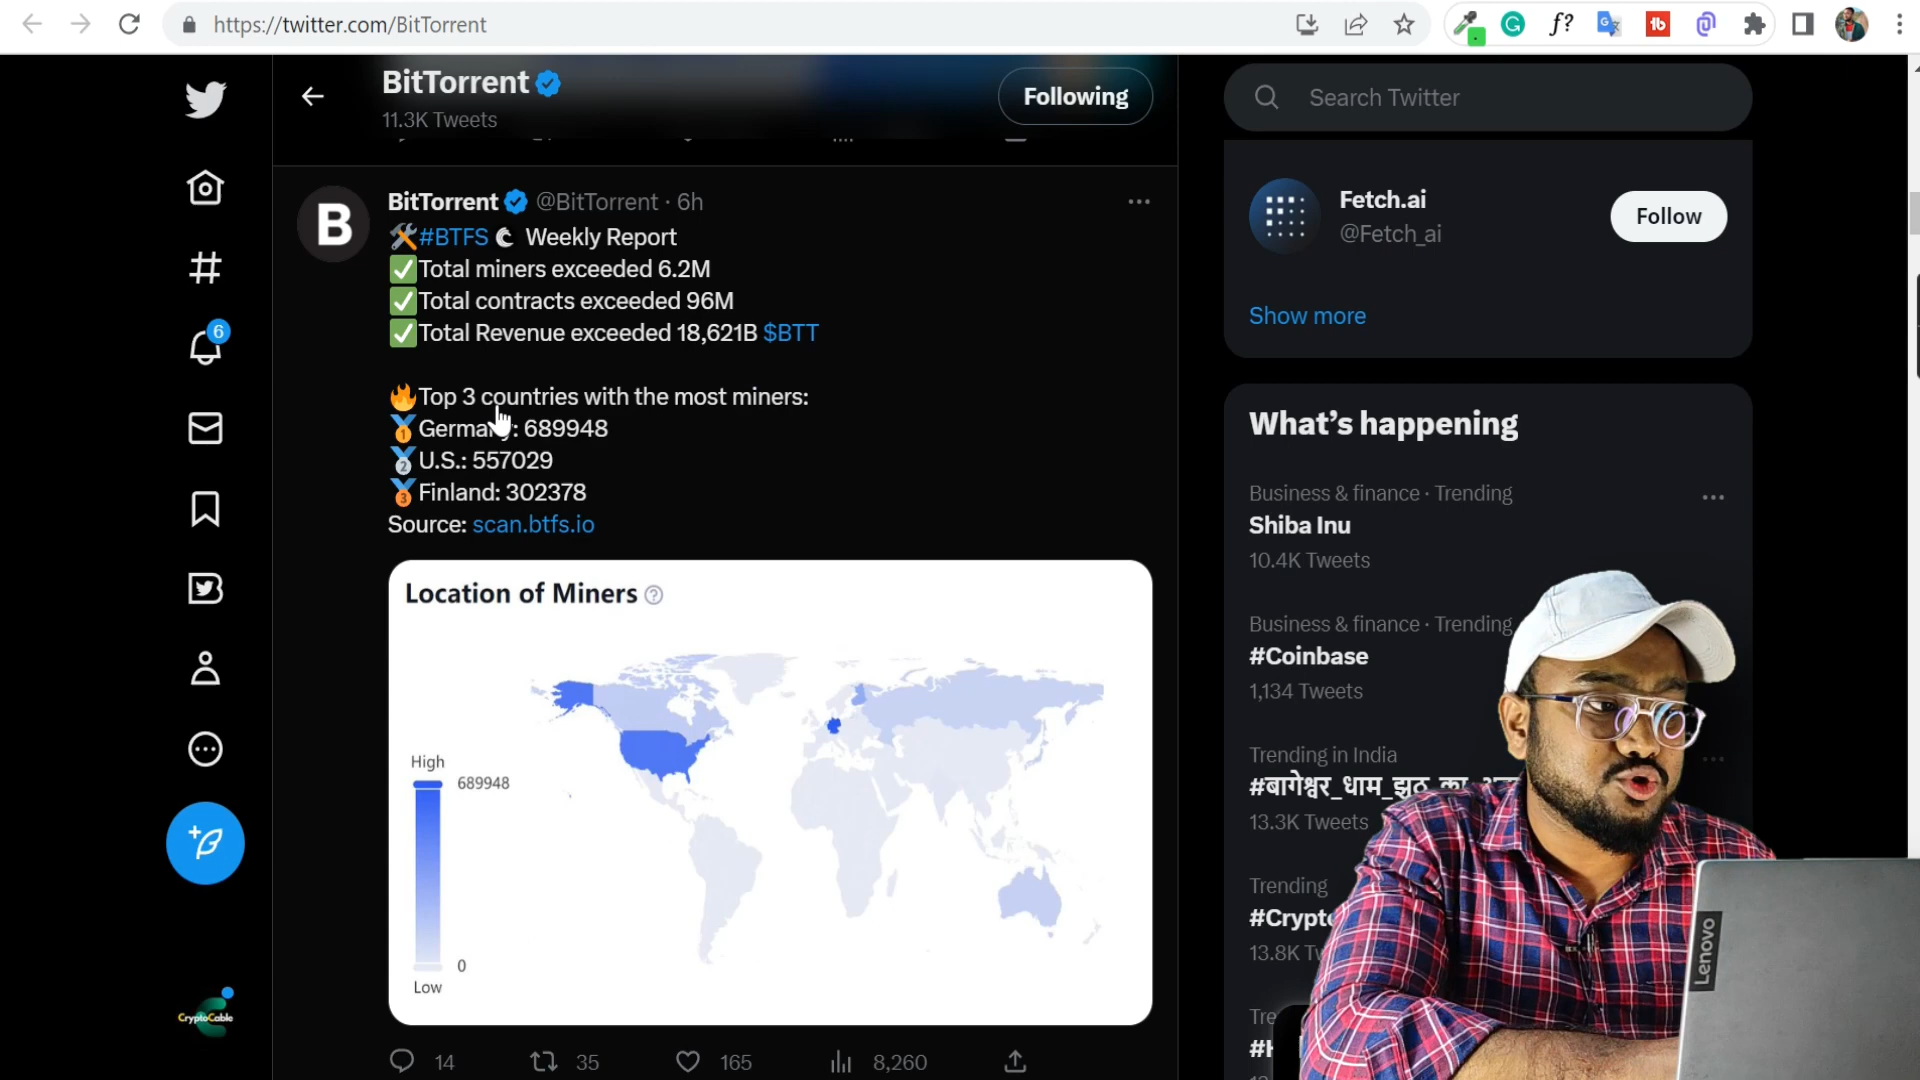 https://twitter.com/BitTorrent
BitTorrent
11.3K Tweets
Following
BitTorrent @BitTorrent · 6h
🛠#BTFS Weekly Report
✅Total miners exceeded 6.2M
✅Total contracts exceeded 96M
✅Total Revenue exceeded 18,621B $BTT
🔥Top 3 countries with the most miners:
🥇Germany: 689948
🥈U.S.: 557029
🥉Finland: 302378
Source: scan.btfs.io
Location of Miners
High
689948
0
Low
14
35
165
8,260
6
CryptoCable
Search Twitter
Fetch.ai
@Fetch_ai
Follow
Show more
What's happening
Business & finance · Trending
Shiba Inu
10.4K Tweets
Business & finance · Trending
#Coinbase
1,134 Tweets
Trending in India
#बागेश्वर_धाम_झूठ_का
13.3K Tweets
Trending
#Crypto
13.8K
Lenovo